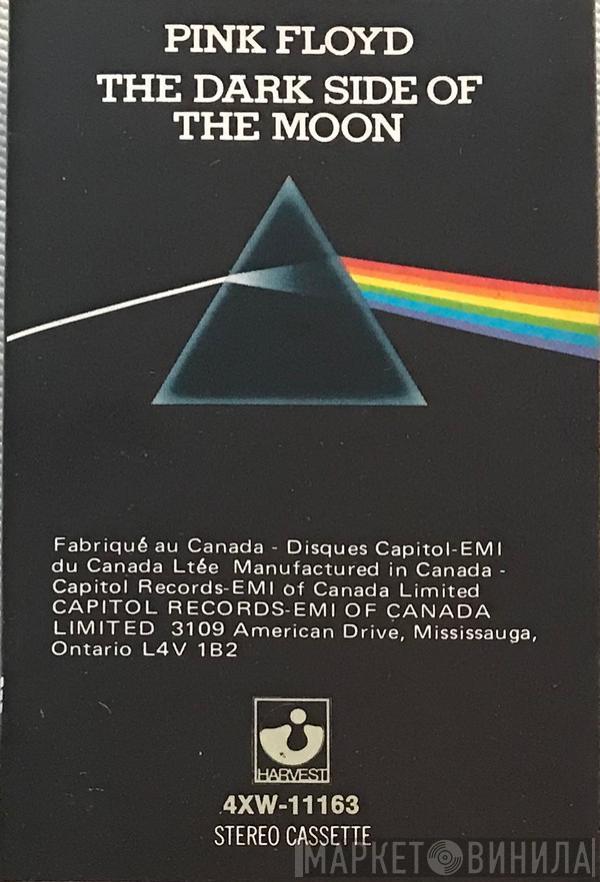 PINK FLOYD
THE DARK SIDE OF
THE MOON
Fabriqué au Canada - Disques Capitol-EMI
du Canada Ltée Manufactured in Canada -
Capitol Records-EMI of Canada Limited
CAPITOL RECORDS-EMI OF CANADA
LIMITED 3109 American Drive, Mississauga,
Ontario L4V 1B2
HARVEST
4XW-11163
STEREO CASSETTE
МАРКЕТ ВИНИЛА